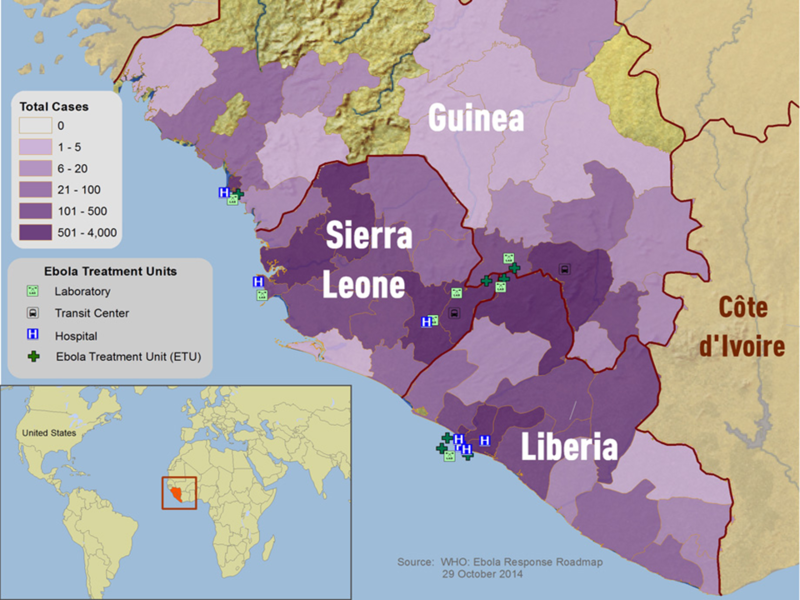 Total Cases
0
1 - 5
6 - 20
21 - 100
101 - 500
501 - 4,000
Ebola Treatment Units
Laboratory
Transit Center
Hospital
Ebola Treatment Unit (ETU)
Guinea
Sierra
Leone
Côte
d'Ivoire
Liberia
United States
Source: WHO: Ebola Response Roadmap
29 October 2014